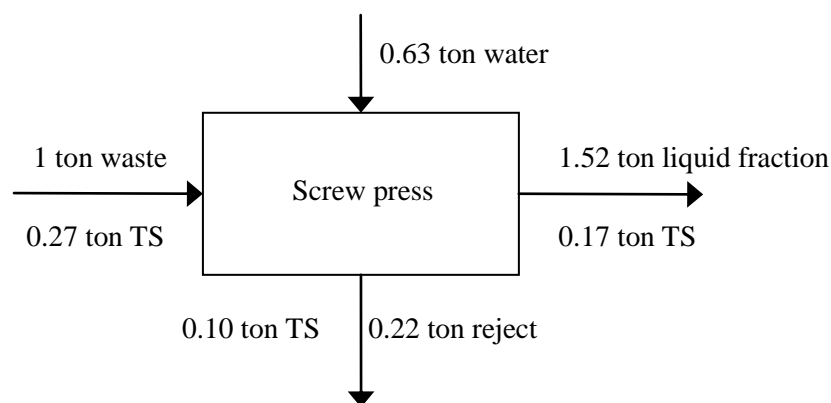 0.63 ton water
1 ton waste
1.52 ton liquid fraction
Screw press
0.27 ton TS
0.17 ton TS
0.10 ton TS
0.22 ton reject